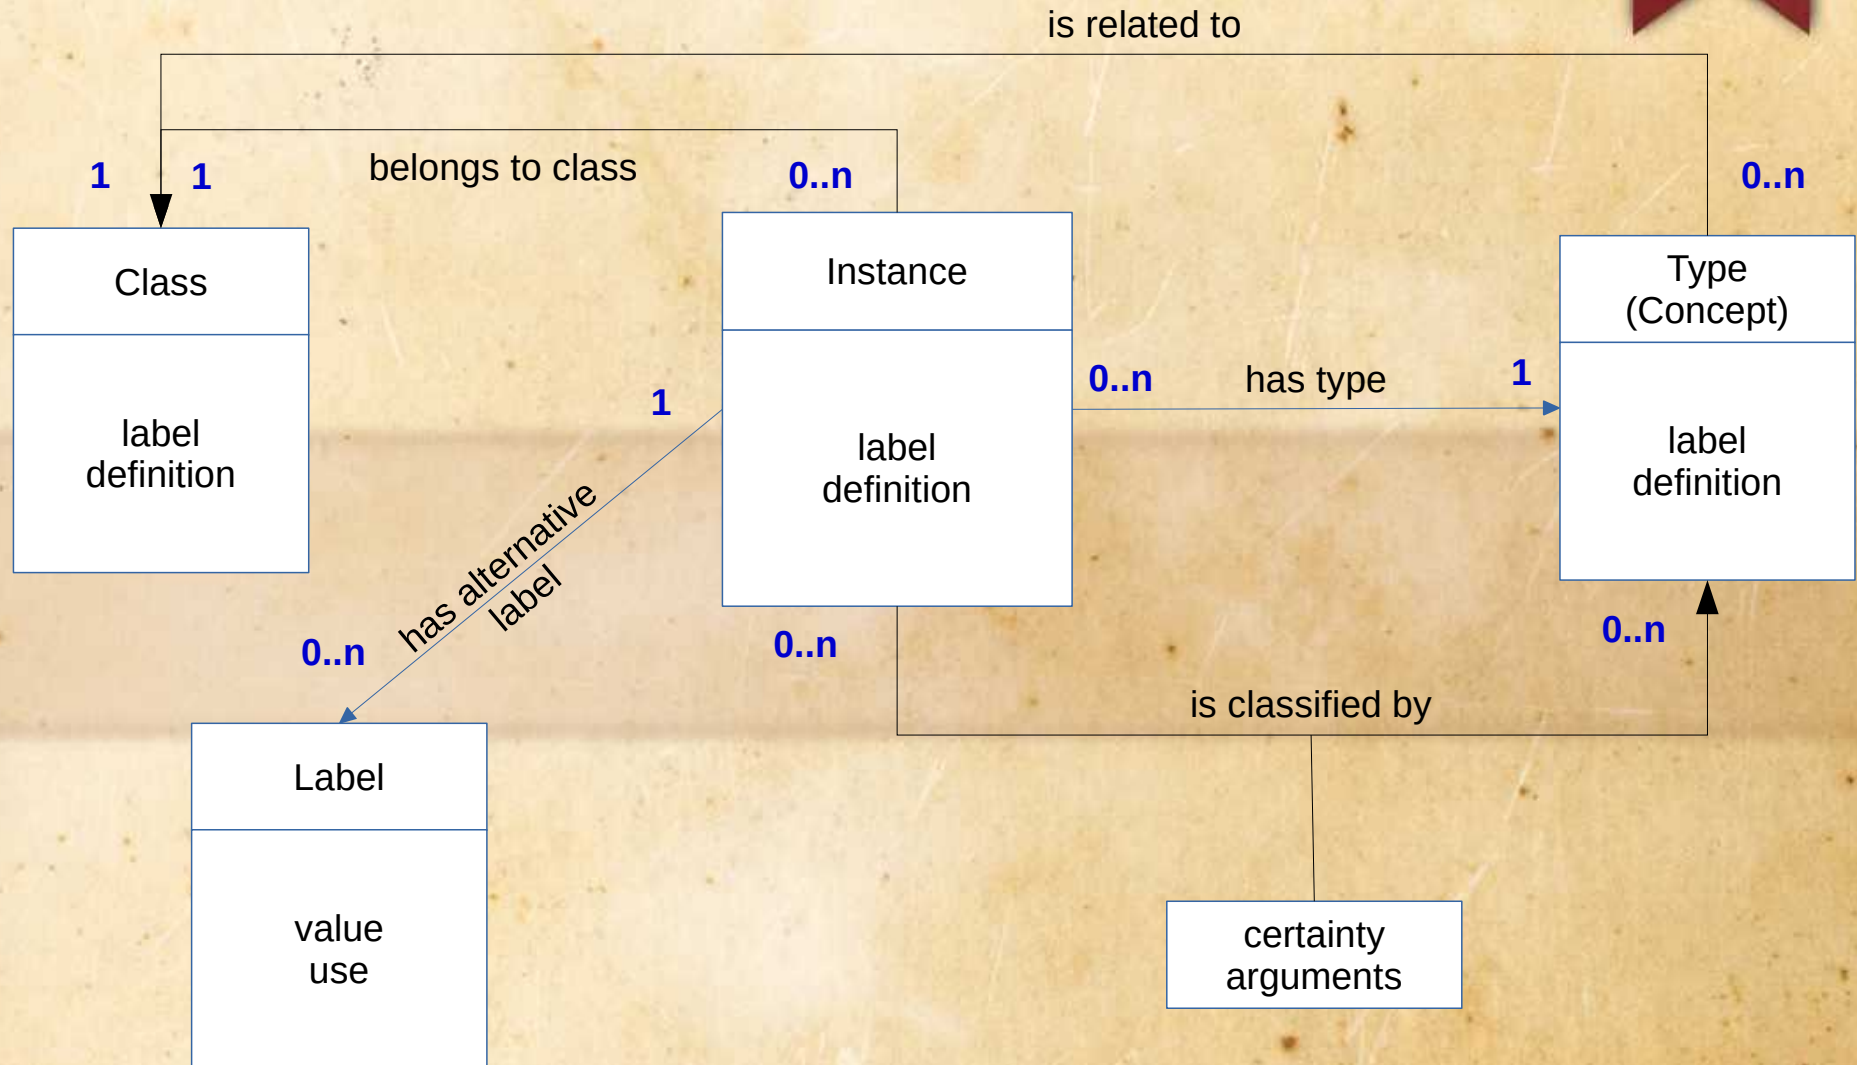 is related to
1
1
belongs to class
0..n
0..n
Class
label
definition
Instance
label
definition
Type
(Concept)
label
definition
0..n
has type
1
1
has alternative
label
0..n
0..n
0..n
is classified by
Label
value
use
certainty
arguments